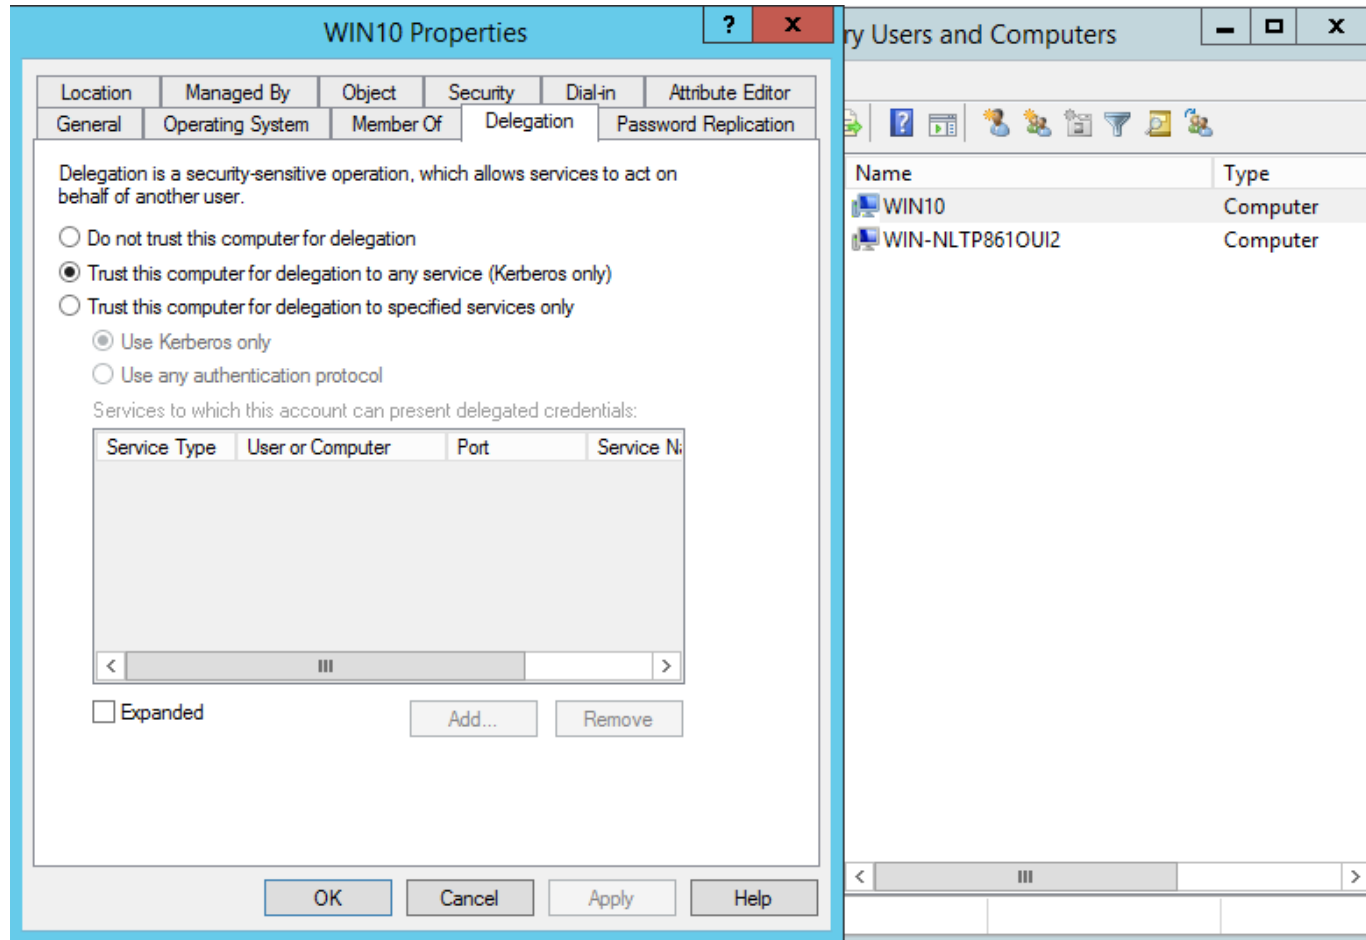 WIN10 Properties
?
x
Location Managed By Object Security Dial-in Attribute Editor
General Operating System Member Of Delegation Password Replication
Delegation is a security-sensitive operation, which allows services to act on
behalf of another user.
Do not trust this computer for delegation
Trust this computer for delegation to any service (Kerberos only)
Trust this computer for delegation to specified services only
Use Kerberos only
Use any authentication protocol
Services to which this account can present delegated credentials:
Service Type User or Computer Port Service Na
Expanded
Add... Remove
OK Cancel Apply Help
ry Users and Computers
x
?
Name Type
WIN10 Computer
WIN-NLTP861OUI2 Computer